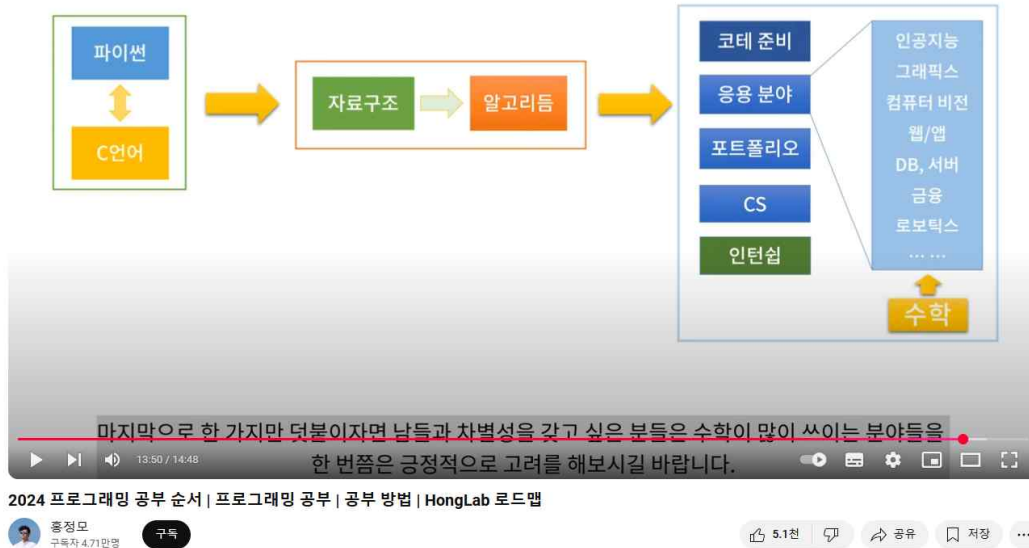 파이썬
C언어
자료구조
알고리듬
코테 준비
응용 분야
포트폴리오
CS
인턴쉽
인공지능
그래픽스
컴퓨터 비전
웹/앱
DB, 서버
금융
로보틱스
... ...
수학
마지막으로 한 가지만 덧붙이자면 남들과 차별성을 갖고 싶은 분들은 수학이 많이 쓰이는 분야들을
한 번쯤은 긍정적으로 고려를 해보시길 바랍니다.
13:50 / 14:48
2024 프로그래밍 공부 순서 | 프로그래밍 공부 | 공부 방법 | HongLab 로드맵
홍정모
구독자 4.71만명
구독
5.1천
공유
저장
...